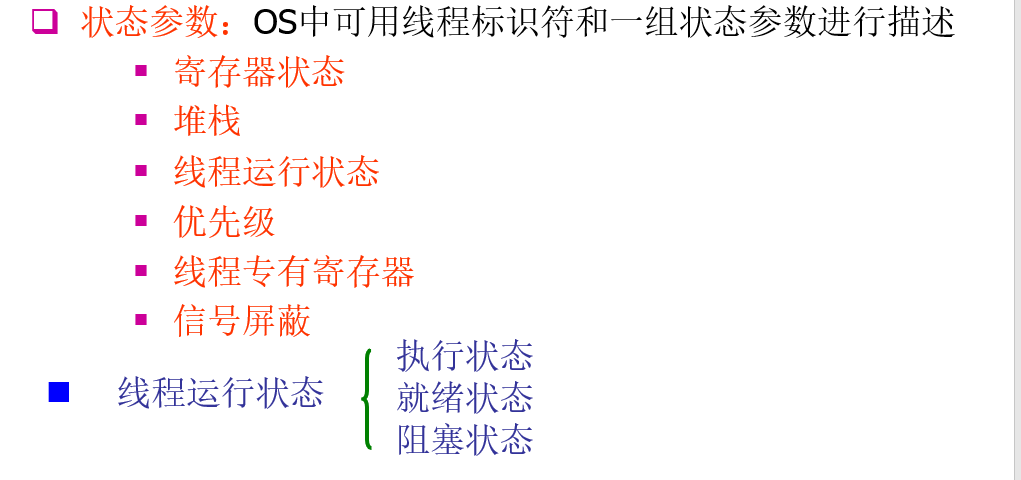 状态参数：OS中可用线程标识符和一组状态参数进行描述
寄存器状态
堆栈
线程运行状态
优先级
线程专有寄存器
信号屏蔽
线程运行状态
执行状态
就绪状态
阻塞状态